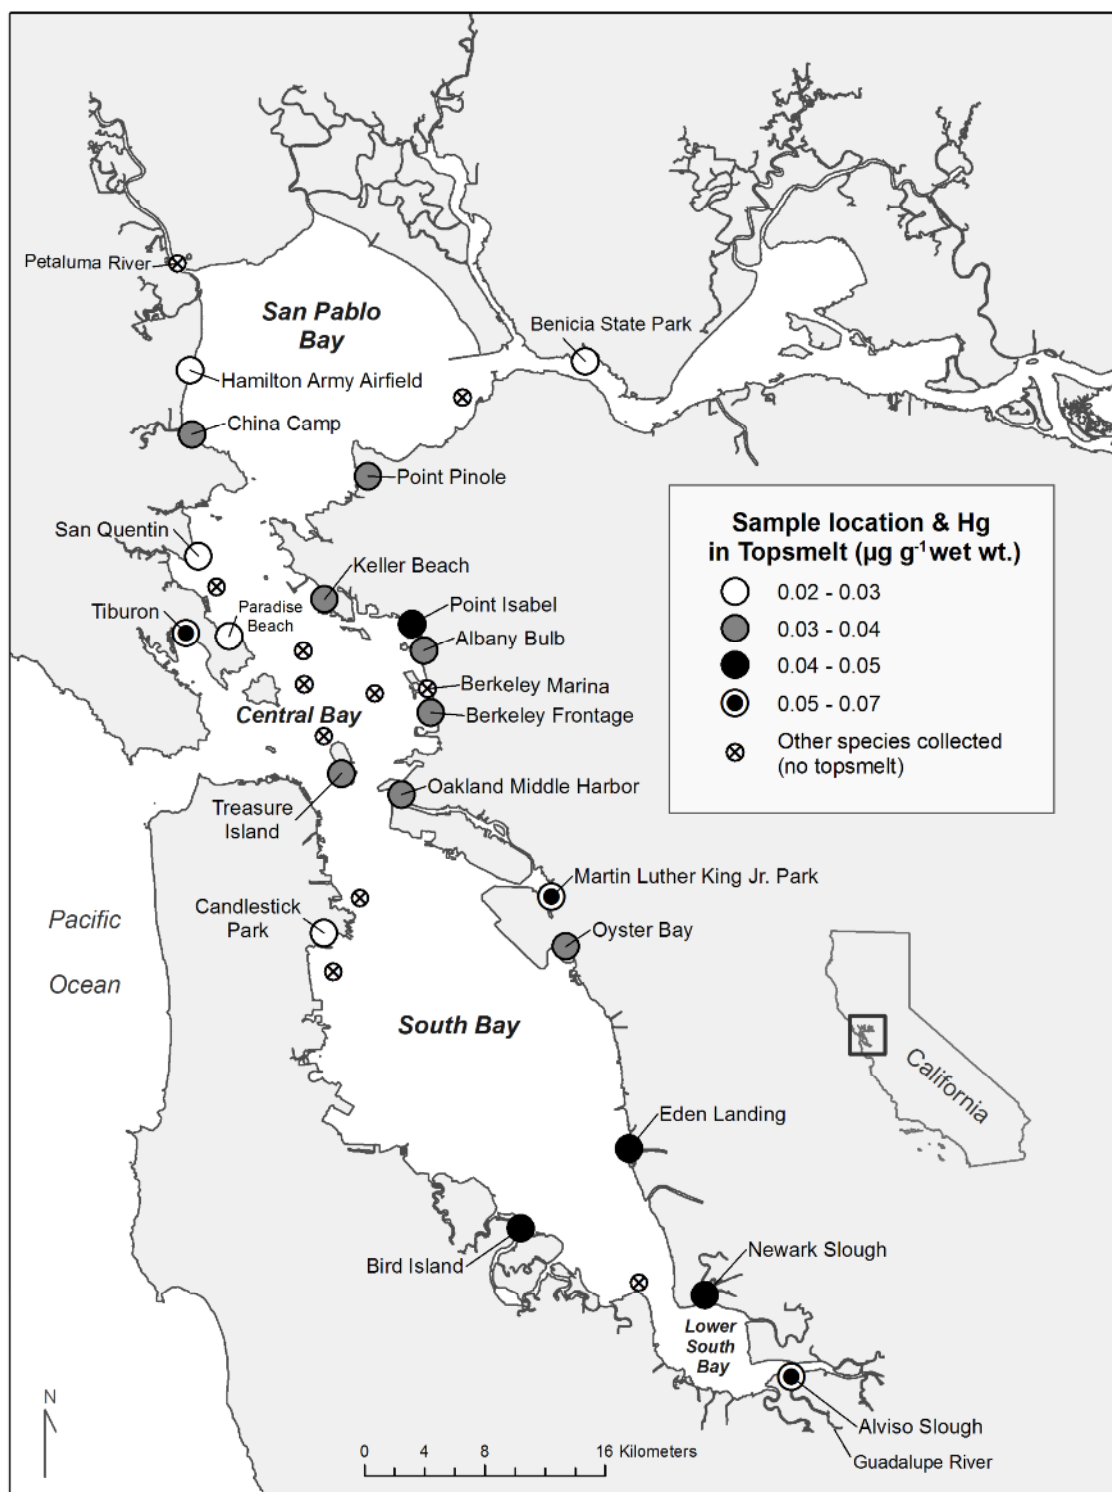 Petaluma River
San Pablo
Bay
Benicia State Park
Hamilton Army Airfield
China Camp
Point Pinole
San Quentin
Keller Beach
Tiburon
Paradise
Beach
Point Isabel
Albany Bulb
Berkeley Marina
Central Bay
Berkeley Frontage
Sample location & Hg
in Topsmelt (µg g⁻¹ wet wt.)
0.02 - 0.03
0.03 - 0.04
0.04 - 0.05
0.05 - 0.07
Other species collected
(no topsmelt)
Treasure
Island
Oakland Middle Harbor
Martin Luther King Jr. Park
Candlestick
Park
Oyster Bay
Pacific
Ocean
South Bay
California
Eden Landing
Bird Island
Newark Slough
Lower
South
Bay
Alviso Slough
Guadalupe River
N
0 4 8 16 Kilometers